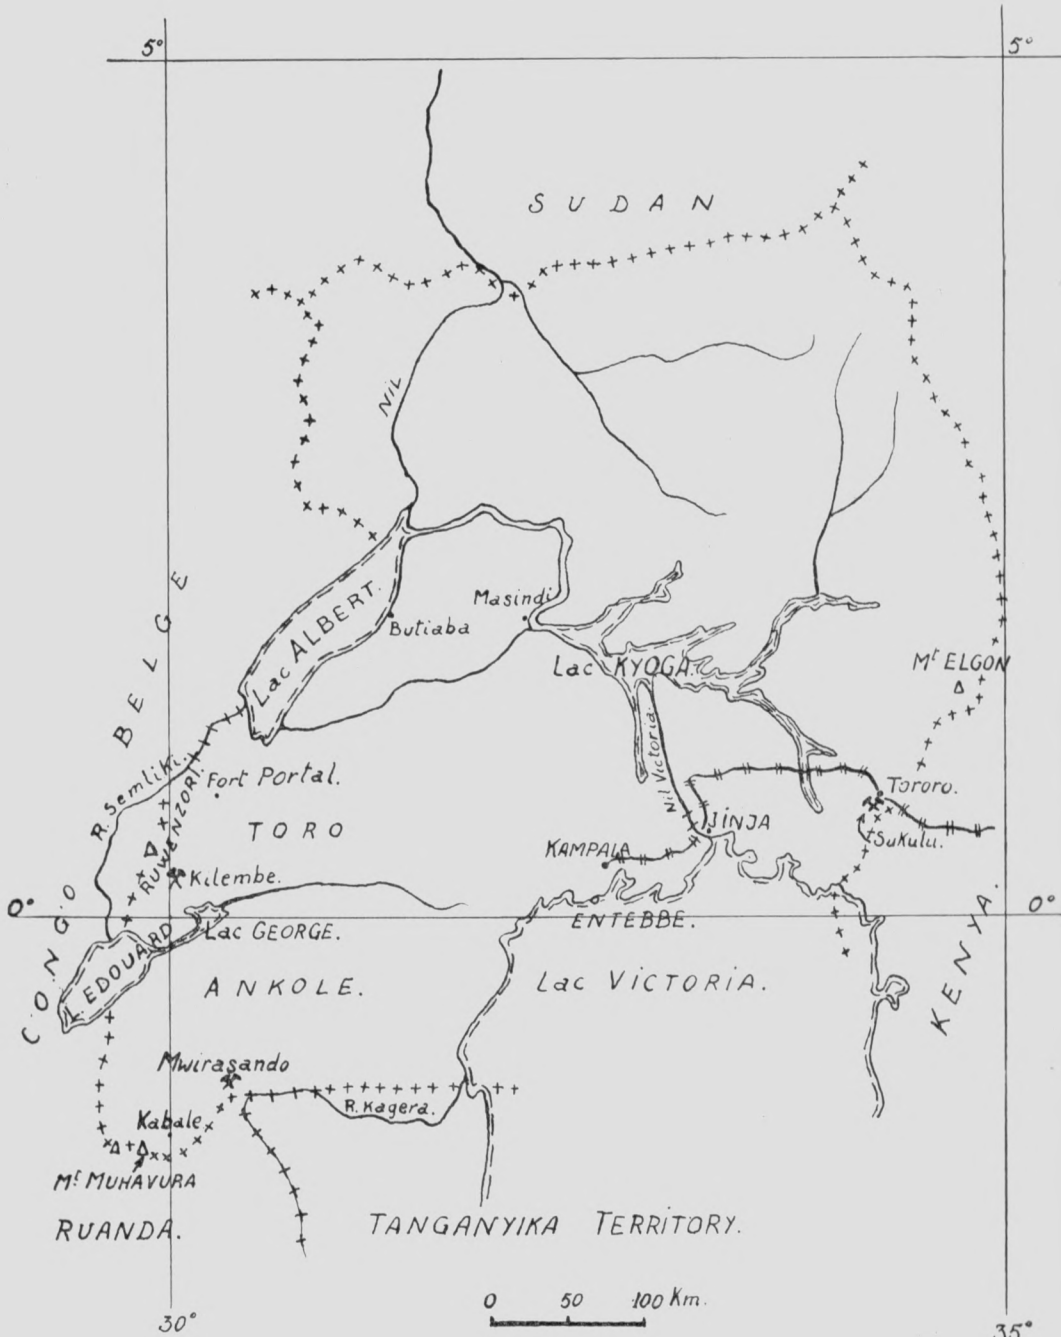 5°
5°
SUDAN
NIL
Lac ALBERT.
Butiaba
Masindi
Lac KYOGA.
Mt ELGON
CONGO BELGE
R. Semliki.
RUWENZORI.
Fort Portal.
TORO
Nil Victoria.
JINJA
KAMPALA
Tororo.
Sukulu.
Kilembe.
0°
0°
L. EDOUARD
Lac GEORGE.
ENTEBBE.
ANKOLE.
Lac VICTORIA.
KENYA.
Mwirasando
R. Kagera.
Kabale
Mt MUHAVURA
RUANDA.
TANGANYIKA TERRITORY.
0 50 100 Km.
30°
35°